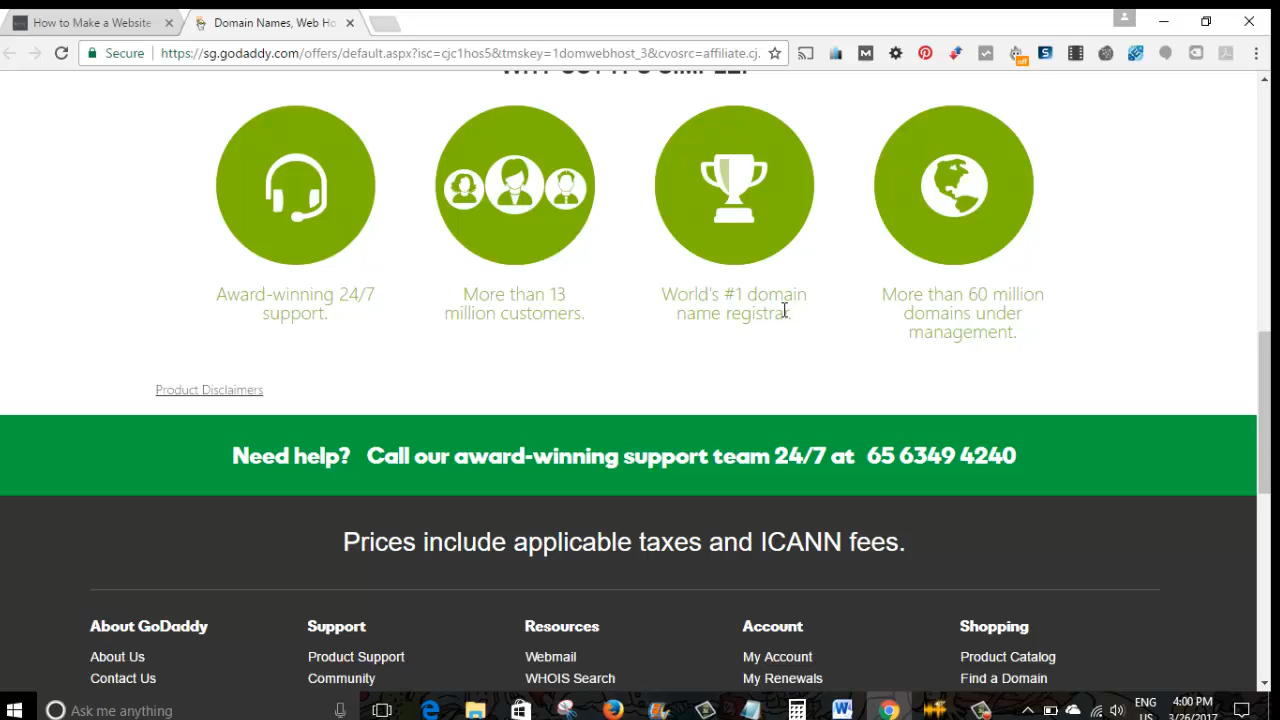 How to Make a Website
Domain Names, Web Ho
Secure https://sg.godaddy.com/offers/default.aspx?isc=gjc1hos5&tmskey=1domwebhost_3&cvosrc=affiliate.cj.
Award-winning 24/7
support.
More than 13
million customers.
World's #1 domain
name registrar.
More than 60 million
domains under
management.
Product Disclaimers
Need help? Call our award-winning support team 24/7 at 65 6349 4240
Prices include applicable taxes and ICANN fees.
About GoDaddy Support Resources Account Shopping
About Us Product Support Webmail My Account Product Catalog
Contact Us Community WHOIS Search My Renewals Find a Domain
Ask me anything
ENG 4:00 PM